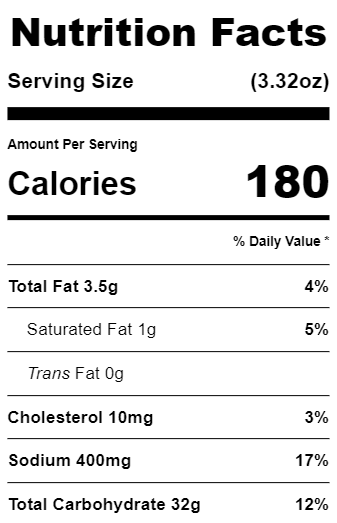 Nutrition Facts
Serving Size (3.32oz)
Amount Per Serving
Calories 180
% Daily Value *
Total Fat 3.5g 4%
Saturated Fat 1g 5%
Trans Fat 0g
Cholesterol 10mg 3%
Sodium 400mg 17%
Total Carbohydrate 32g 12%